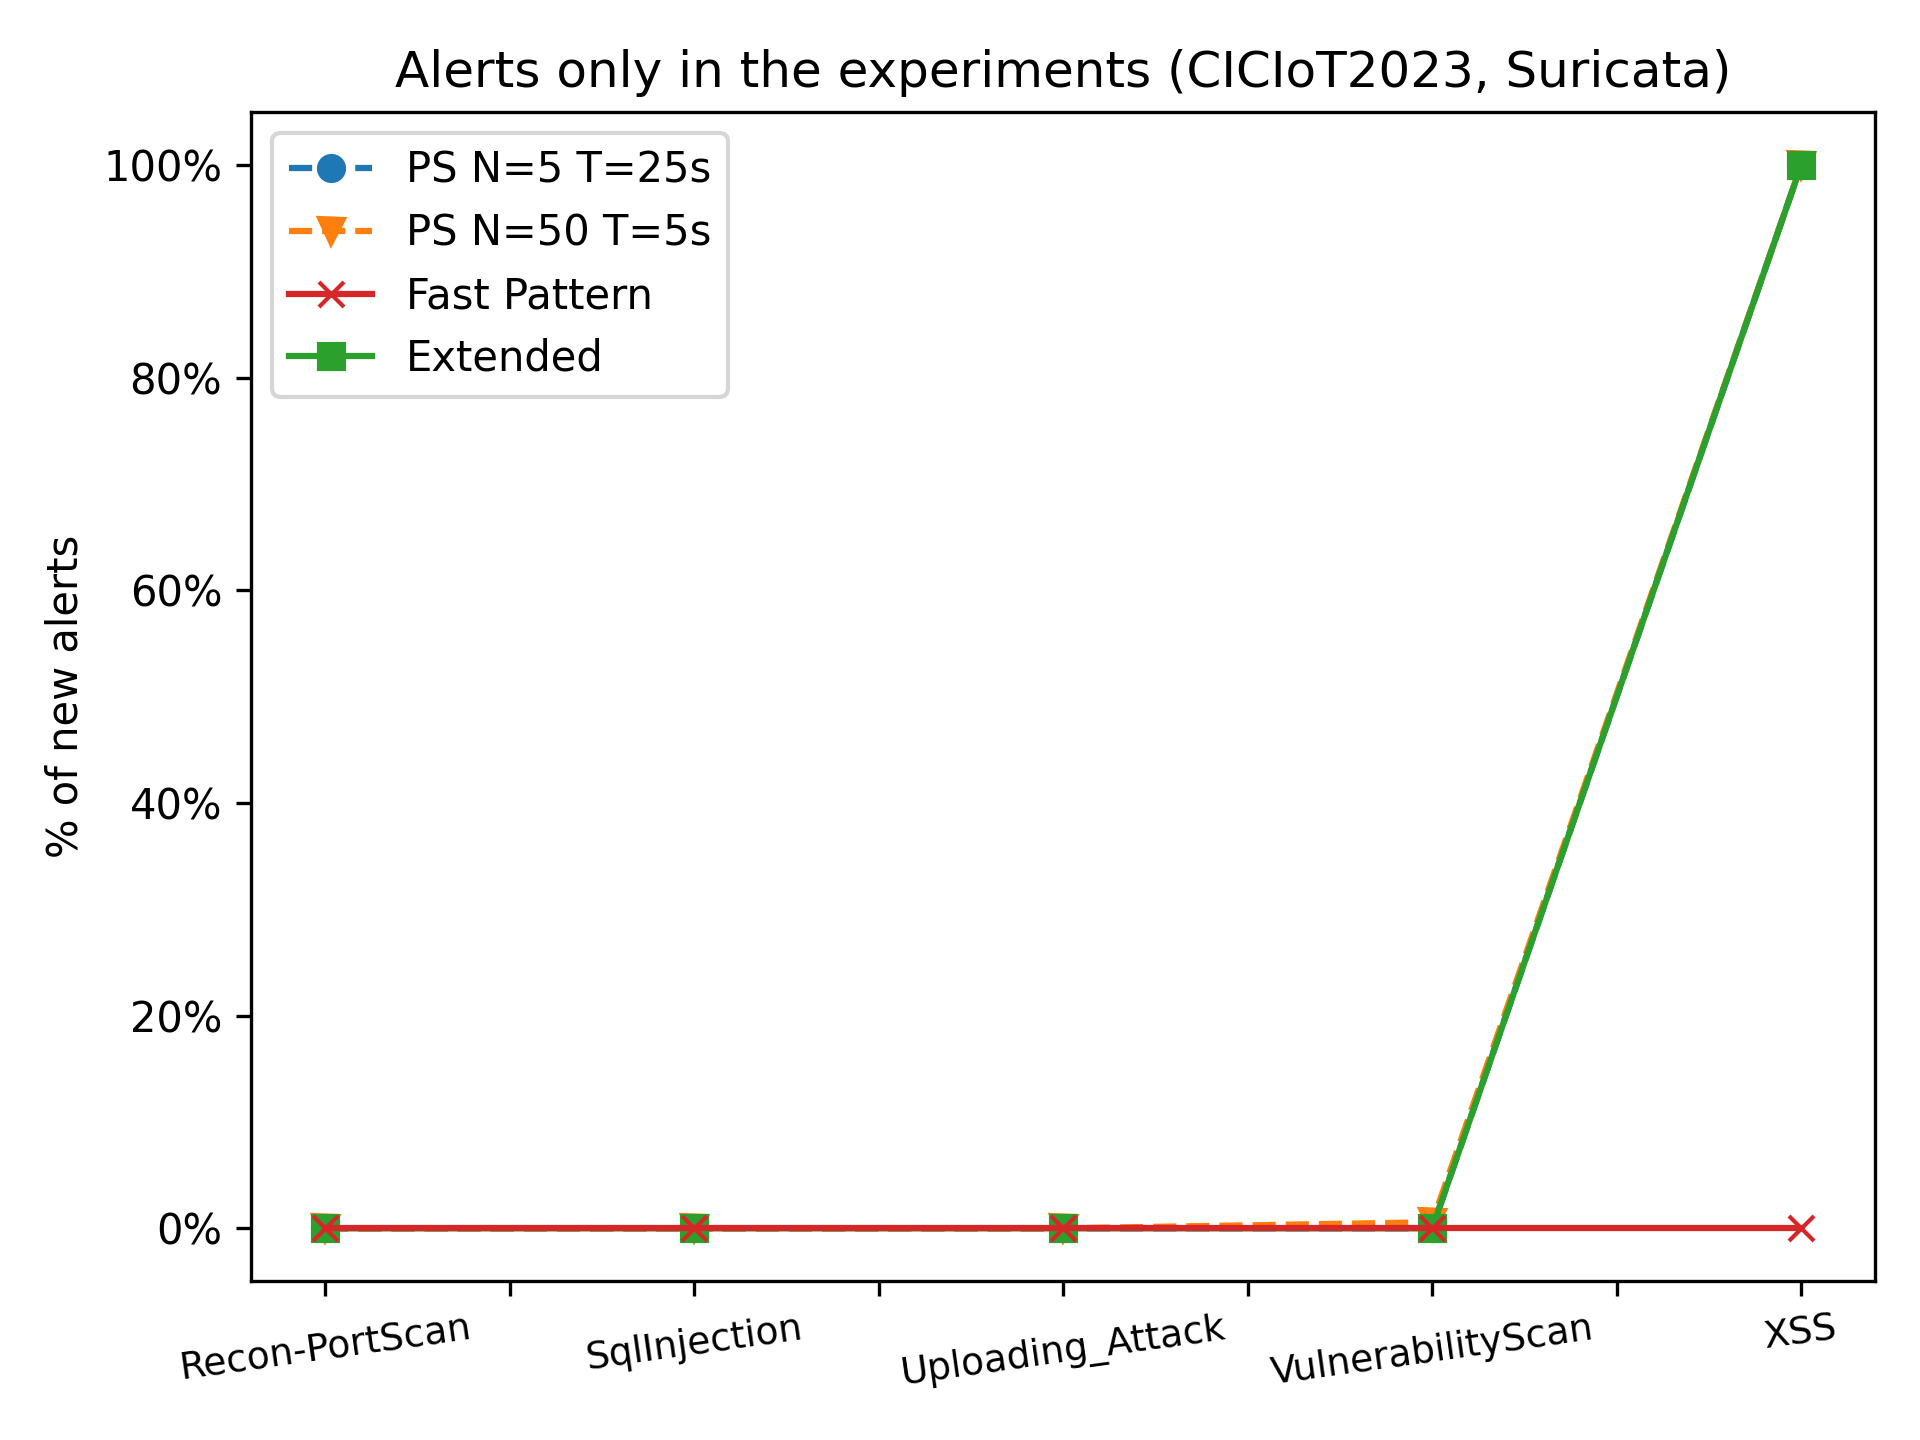 Alerts only in the experiments (CICIoT2023, Suricata)
PS N=5 T=25s
PS N=50 T=5s
Fast Pattern
Extended
% of new alerts
100%
80%
60%
40%
20%
0%
Recon-PortScan
SqlInjection
Uploading_Attack
VulnerabilityScan
XSS